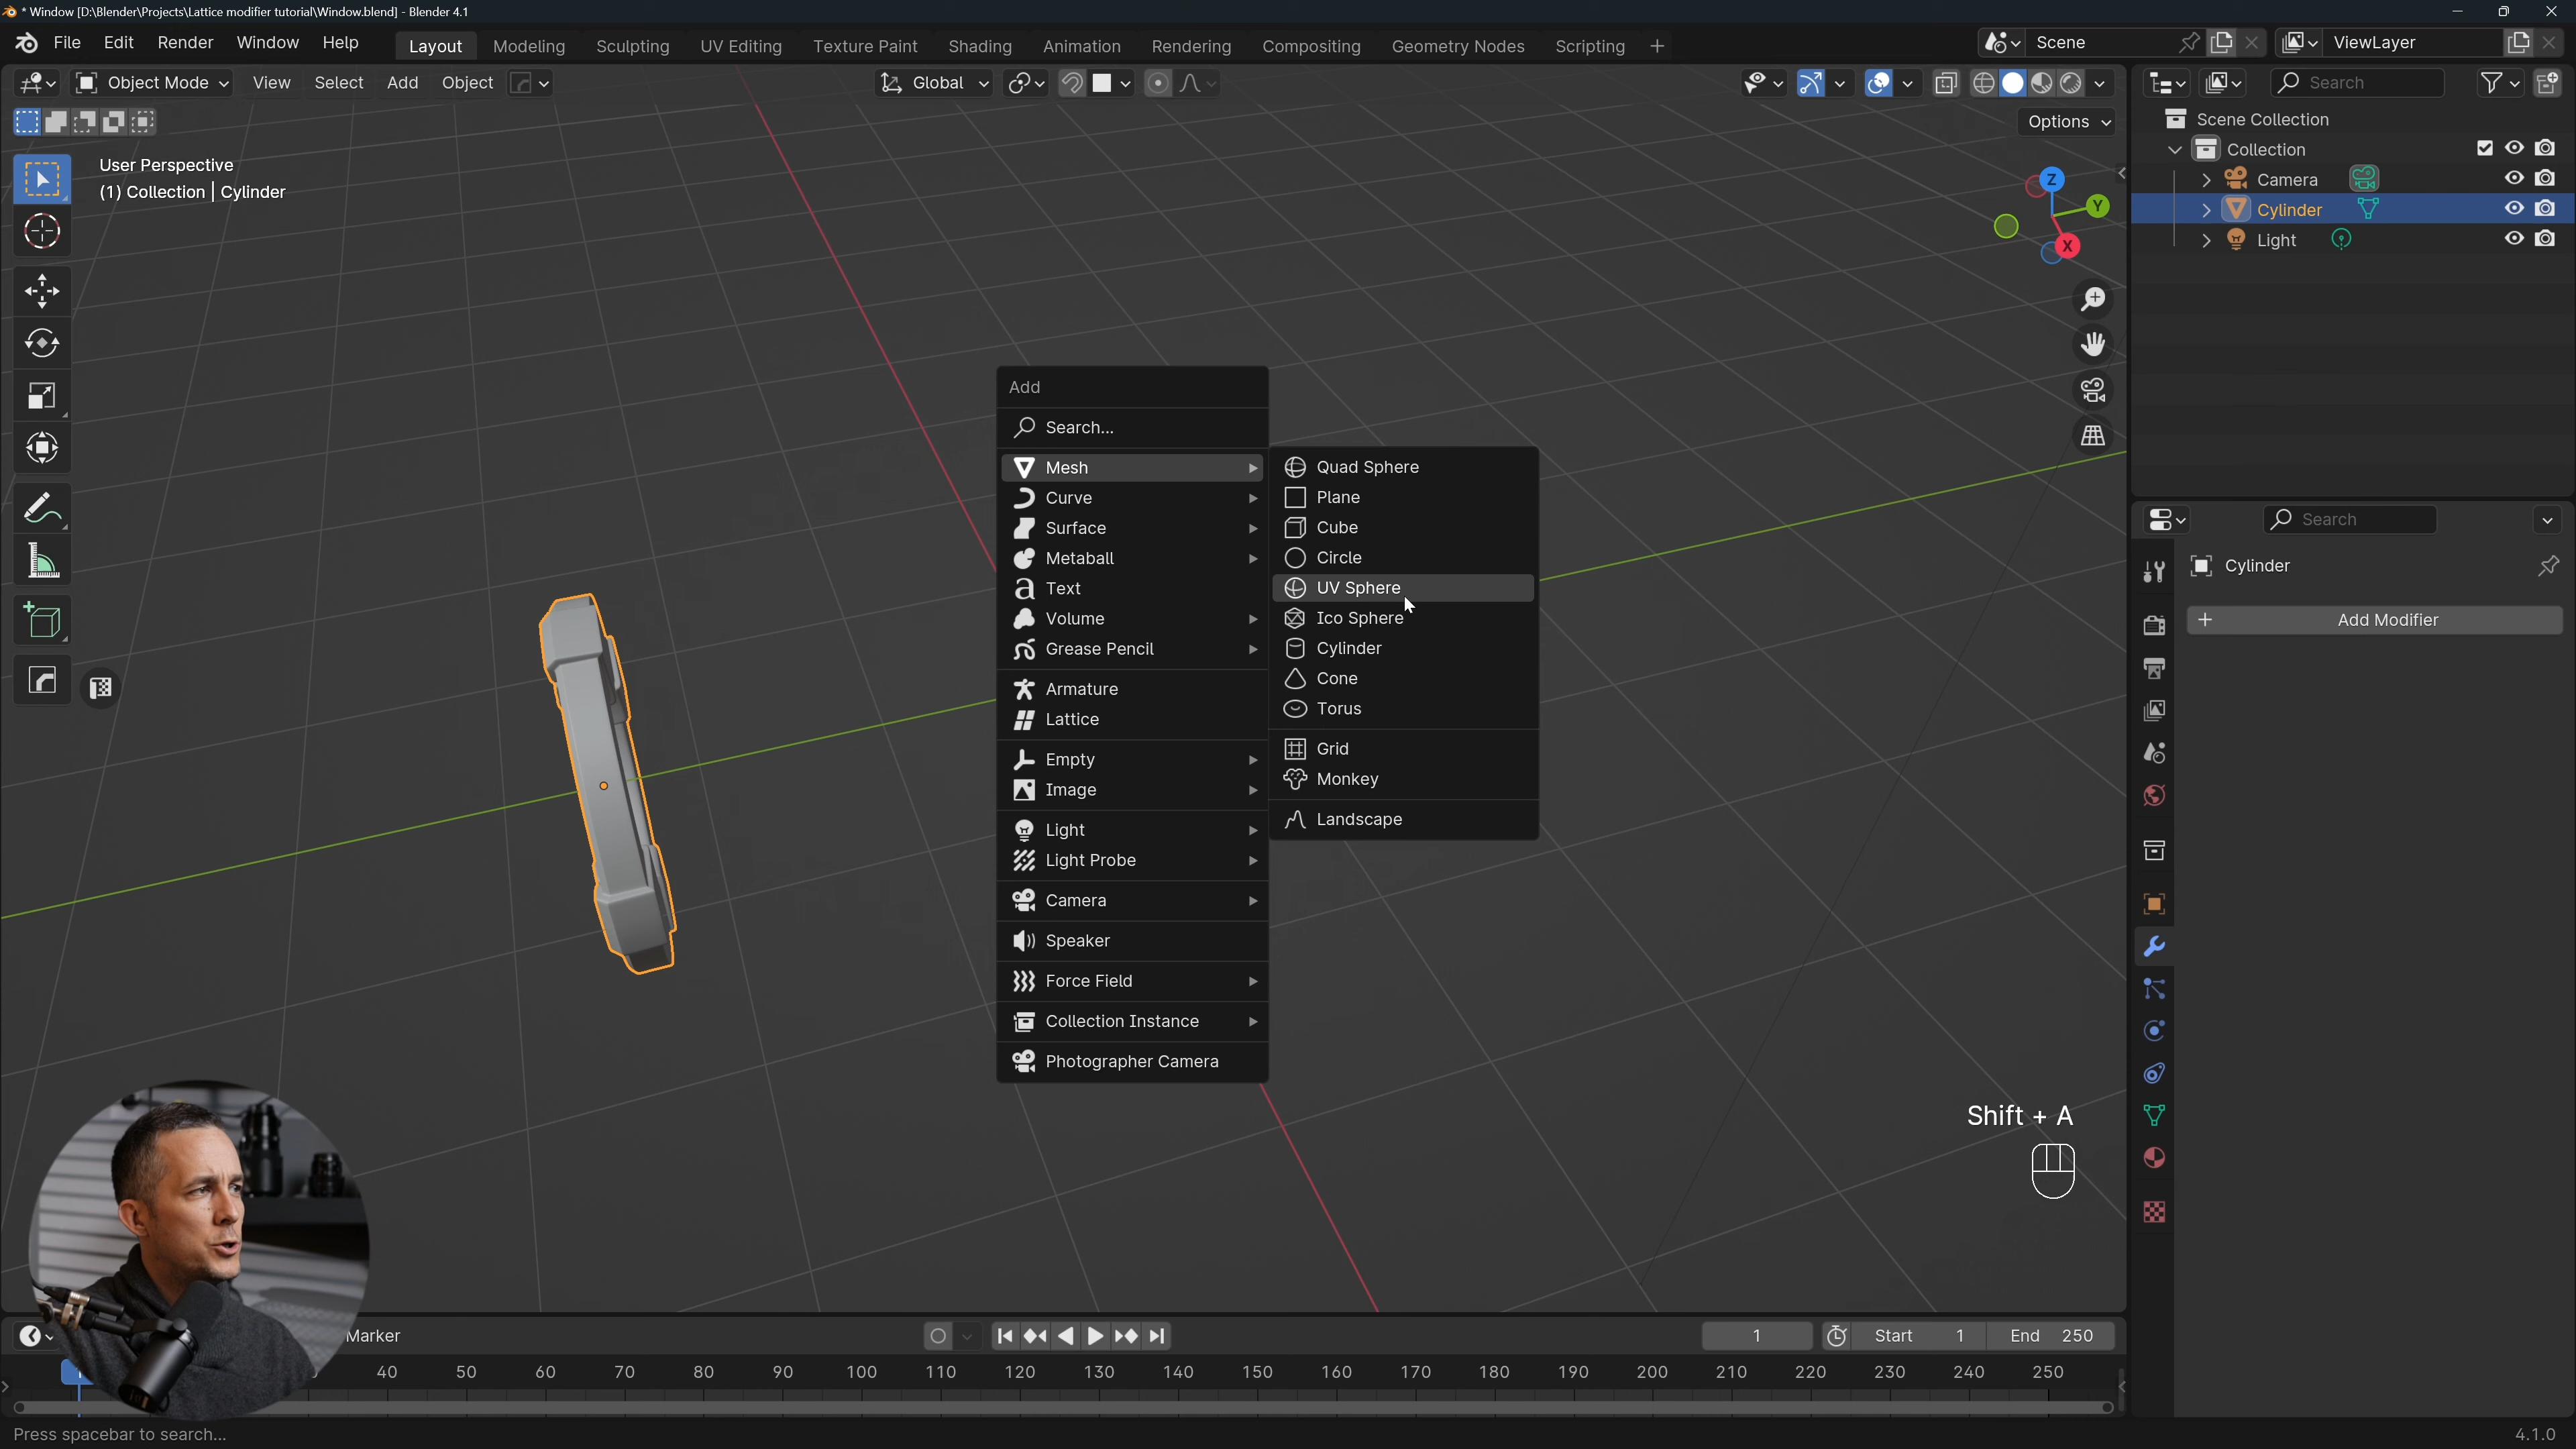 * Window [D:\Blender\Projects\Lattice modifier tutorial\Window.blend] - Blender 4.1
File Edit Render Window Help Layout Modeling Sculpting UV Editing Texture Paint Shading Animation Rendering Compositing Geometry Nodes Scripting + Scene ViewLayer
Object Mode View Select Add Object Global Search
Options
User Perspective
(1) Collection | Cylinder
Z
Y
X
Scene Collection
Collection
Camera
Cylinder
Light
Search
Cylinder
Add Modifier
Add
Search...
Mesh
Curve
Surface
Metaball
Text
Volume
Grease Pencil
Armature
Lattice
Empty
Image
Light
Light Probe
Camera
Speaker
Force Field
Collection Instance
Photographer Camera
Quad Sphere
Plane
Cube
Circle
UV Sphere
Ico Sphere
Cylinder
Cone
Torus
Grid
Monkey
Landscape
Shift + A
Marker 1 Start 1 End 250
40 50 60 70 80 90 100 110 120 130 140 150 160 170 180 190 200 210 220 230 240 250
Press spacebar to search...
4.1.0